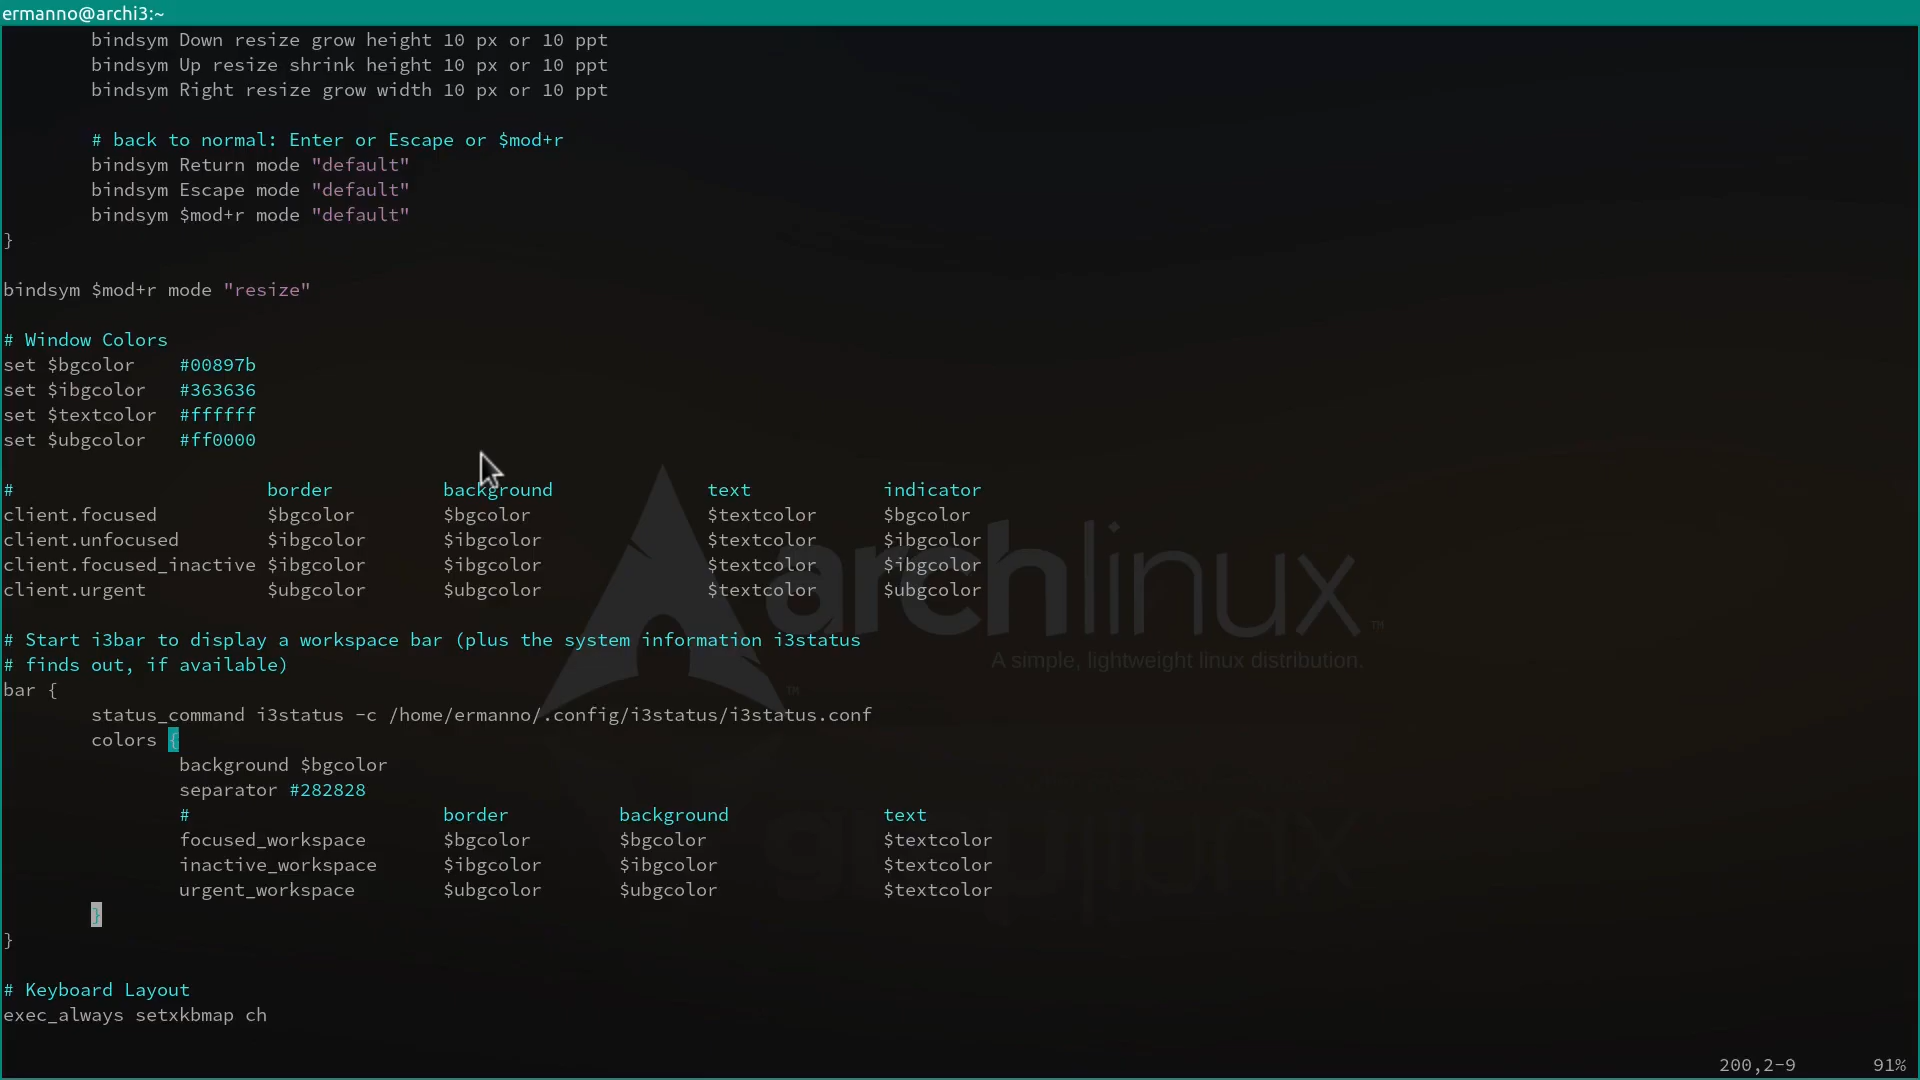 ermanno@archi3:~
bindsym Down resize grow height 10 px or 10 ppt
bindsym Up resize shrink height 10 px or 10 ppt
bindsym Right resize grow width 10 px or 10 ppt
# back to normal: Enter or Escape or $mod+r
bindsym Return mode "default"
bindsym Escape mode "default"
bindsym $mod+r mode "default"
}
bindsym $mod+r mode "resize"
# Window Colors
set $bgcolor #00897b
set $ibgcolor #363636
set $textcolor #ffffff
set $ubgcolor #ff0000
# border background text indicator
client.focused $bgcolor $bgcolor $textcolor $bgcolor
client.unfocused $ibgcolor $ibgcolor $textcolor $ibgcolor
client.focused_inactive $ibgcolor $ibgcolor $textcolor $ibgcolor
client.urgent $ubgcolor $ubgcolor $textcolor $ubgcolor
archlinux™
A simple, lightweight linux distribution.
# Start i3bar to display a workspace bar (plus the system information i3status
# finds out, if available)
bar {
status_command i3status -c /home/ermanno/.config/i3status/i3status.conf
colors {
background $bgcolor
separator #282828
# border background text
focused_workspace $bgcolor $bgcolor $textcolor
inactive_workspace $ibgcolor $ibgcolor $textcolor
urgent_workspace $ubgcolor $ubgcolor $textcolor
}
}
# Keyboard Layout
exec_always setxkbmap ch
200,2-9 91%